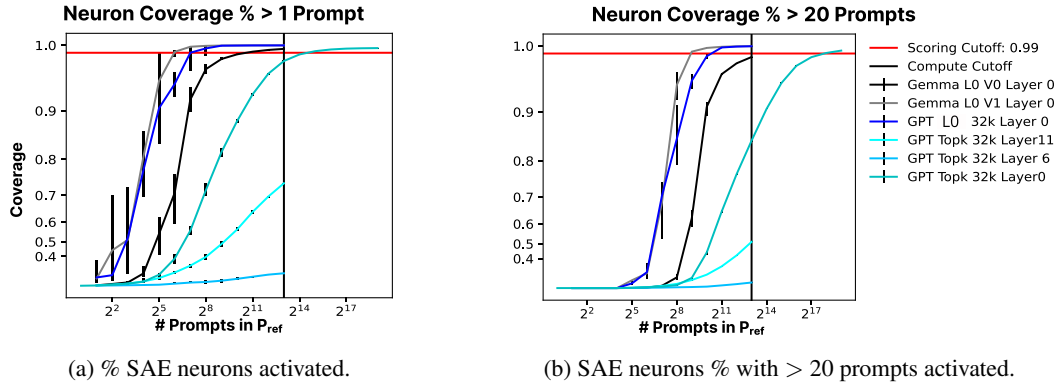 Neuron Coverage % > 1 Prompt
Coverage
1.0
0.9
0.8
0.7
0.6
0.5
0.4
2^2 2^5 2^8 2^11 2^14 2^17
# Prompts in P_ref
(a) % SAE neurons activated.
Neuron Coverage % > 20 Prompts
1.0
0.9
0.8
0.7
0.6
0.5
0.4
2^2 2^5 2^8 2^11 2^14 2^17
# Prompts in P_ref
(b) SAE neurons % with > 20 prompts activated.
Scoring Cutoff: 0.99
Compute Cutoff
Gemma L0 V0 Layer 0
Gemma L0 V1 Layer 0
GPT L0 32k Layer 0
GPT Topk 32k Layer11
GPT Topk 32k Layer 6
GPT Topk 32k Layer0